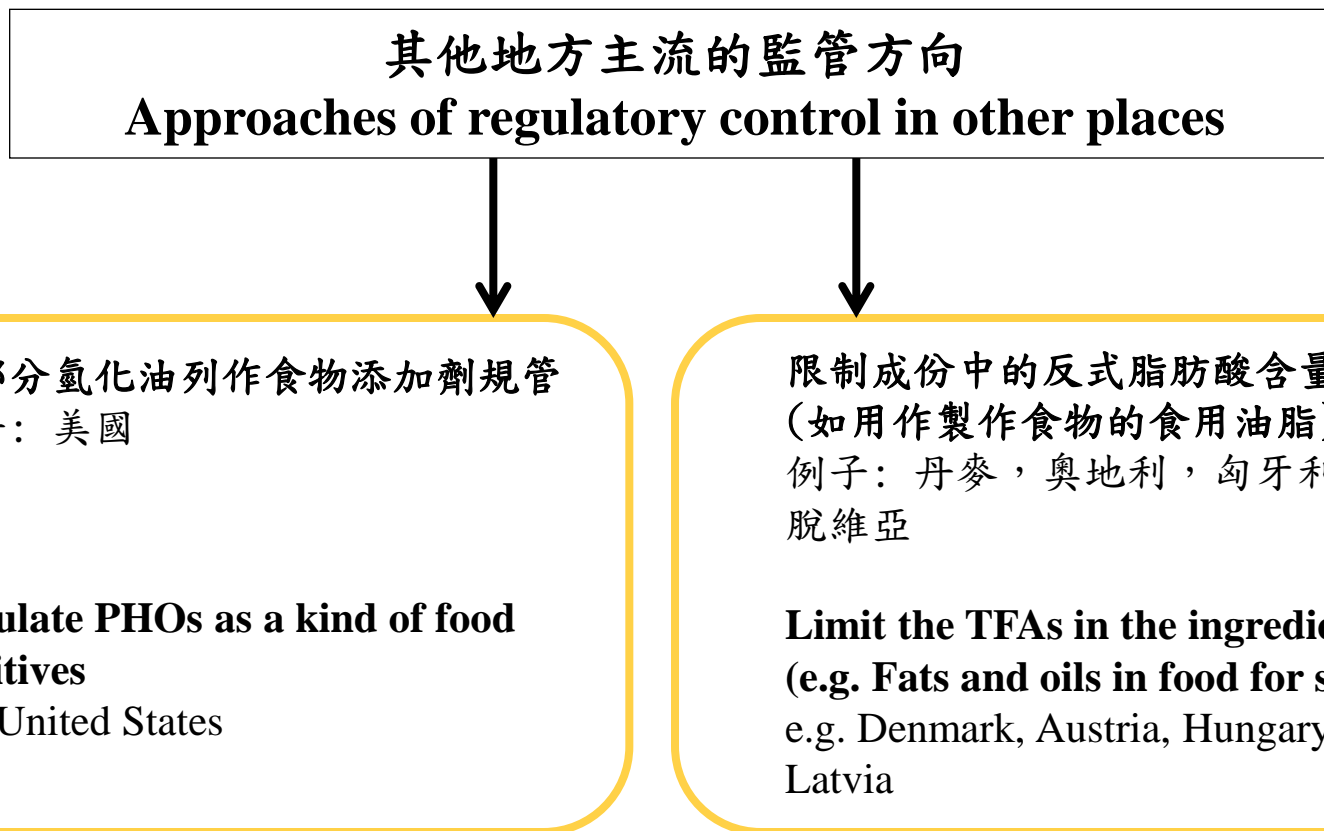 其他地方主流的監管方向
Approaches of regulatory control in other places
分氫化油列作食物添加劑規管
: 美國
ulate PHOs as a kind of food
itives
United States
限制成份中的反式脂肪酸含量
(如用作製作食物的食用油脂)
例子: 丹麥，奧地利，匈牙利
脫維亞
Limit the TFAs in the ingredie
(e.g. Fats and oils in food for s
e.g. Denmark, Austria, Hungary
Latvia